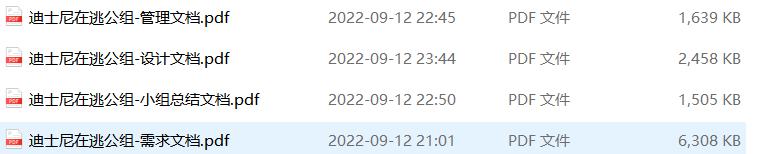 迪士尼在逃公组-管理文档.pdf 2022-09-12 22:45 PDF 文件 1,639 KB
迪士尼在逃公组-设计文档.pdf 2022-09-12 23:44 PDF 文件 2,458 KB
迪士尼在逃公组-小组总结文档.pdf 2022-09-12 22:50 PDF 文件 1,505 KB
迪士尼在逃公组-需求文档.pdf 2022-09-12 21:01 PDF 文件 6,308 KB